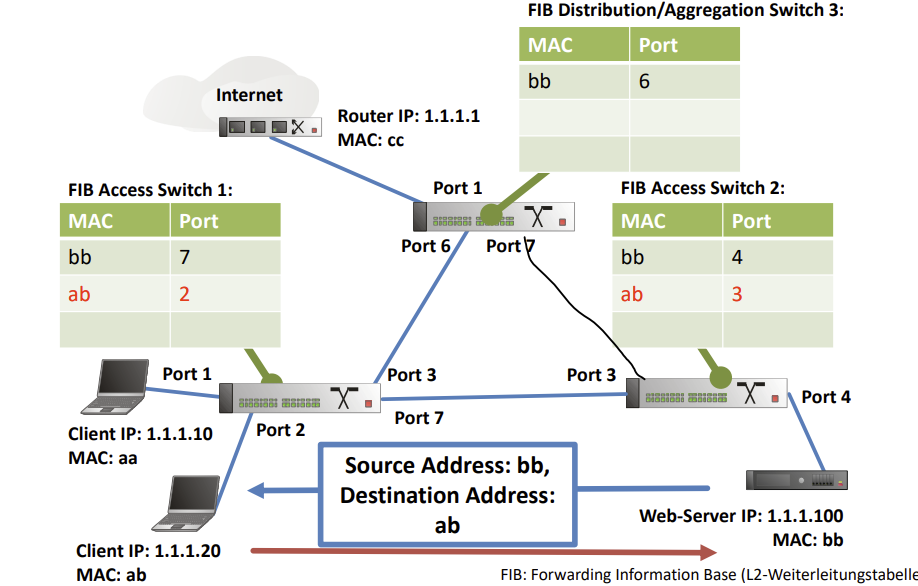 FIB Distribution/Aggregation Switch 3:
MAC Port
bb 6
Internet
Router IP: 1.1.1.1
MAC: cc
FIB Access Switch 1:
MAC Port
bb 7
ab 2
Port 1
FIB Access Switch 2:
MAC Port
bb 4
ab 3
Port 6 Port 7
Port 1
Port 3
Port 3
Port 4
Port 7
Port 2
Client IP: 1.1.1.10
MAC: aa
Source Address: bb,
Destination Address:
ab
Web-Server IP: 1.1.1.100
MAC: bb
Client IP: 1.1.1.20
MAC: ab
FIB: Forwarding Information Base (L2-Weiterleitungstabelle